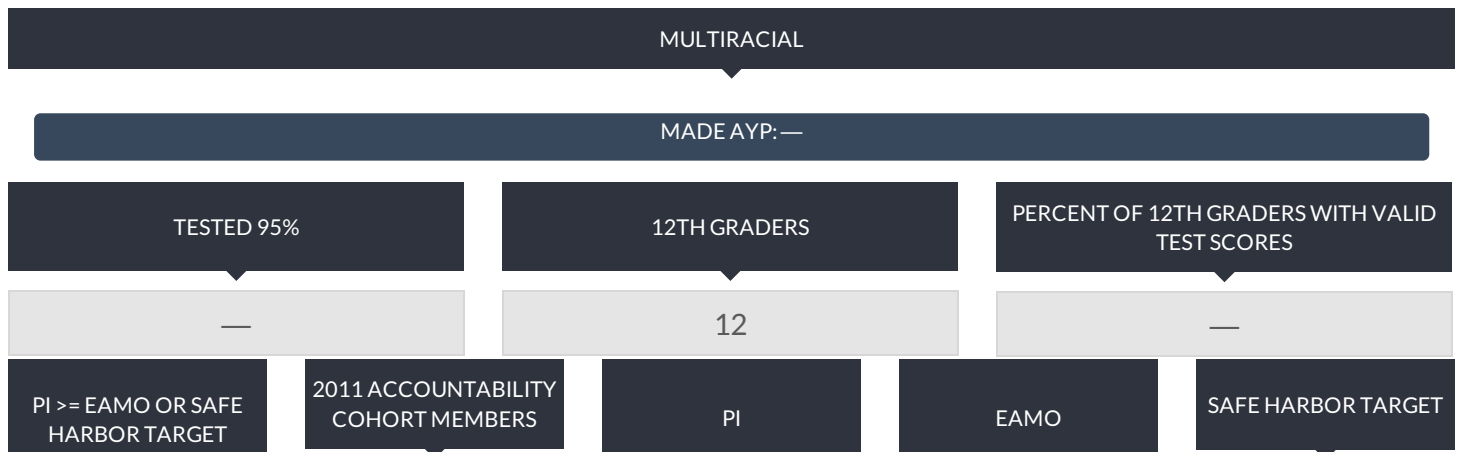 MULTIRACIAL
MADE AYP: —
TESTED 95%
12TH GRADERS
PERCENT OF 12TH GRADERS WITH VALID
TEST SCORES
—
12
—
PI >= EAMO OR SAFE
HARBOR TARGET
2011 ACCOUNTABILITY
COHORT MEMBERS
PI
EAMO
SAFE HARBOR TARGET